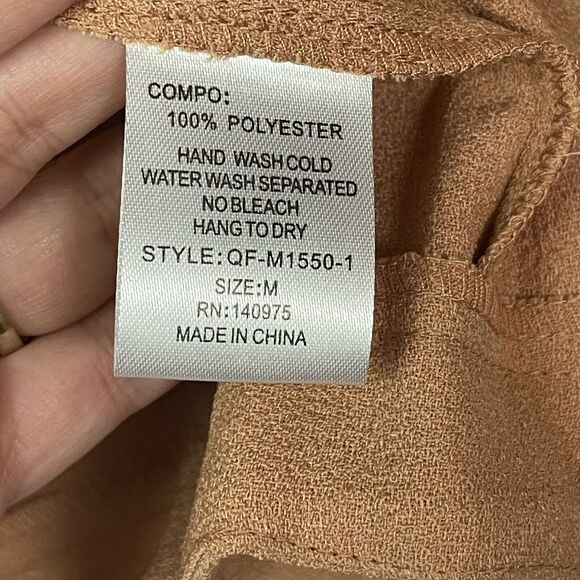 COMPO:
100% POLYESTER
HAND WASH COLD
WATER WASH SEPARATED
NO BLEACH
HANG TO DRY
STYLE:QF-M1550-1
SIZE:M
RN:140975
MADE IN CHINA